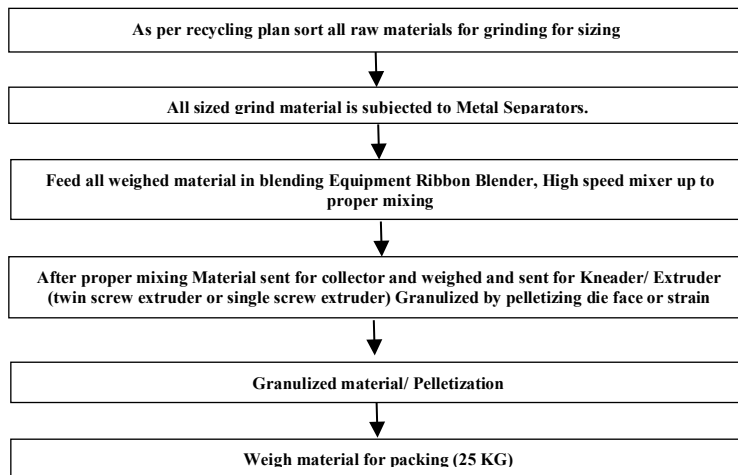 As per recycling plan sort all raw materials for grinding for sizing
All sized grind material is subjected to Metal Separators.
Feed all weighed material in blending Equipment Ribbon Blender, High speed mixer up to
proper mixing
After proper mixing Material sent for collector and weighed and sent for Kneader/ Extruder
(twin screw extruder or single screw extruder) Granulized by pelletizing die face or strain
Granulized material/ Pelletization
Weigh material for packing (25 KG)